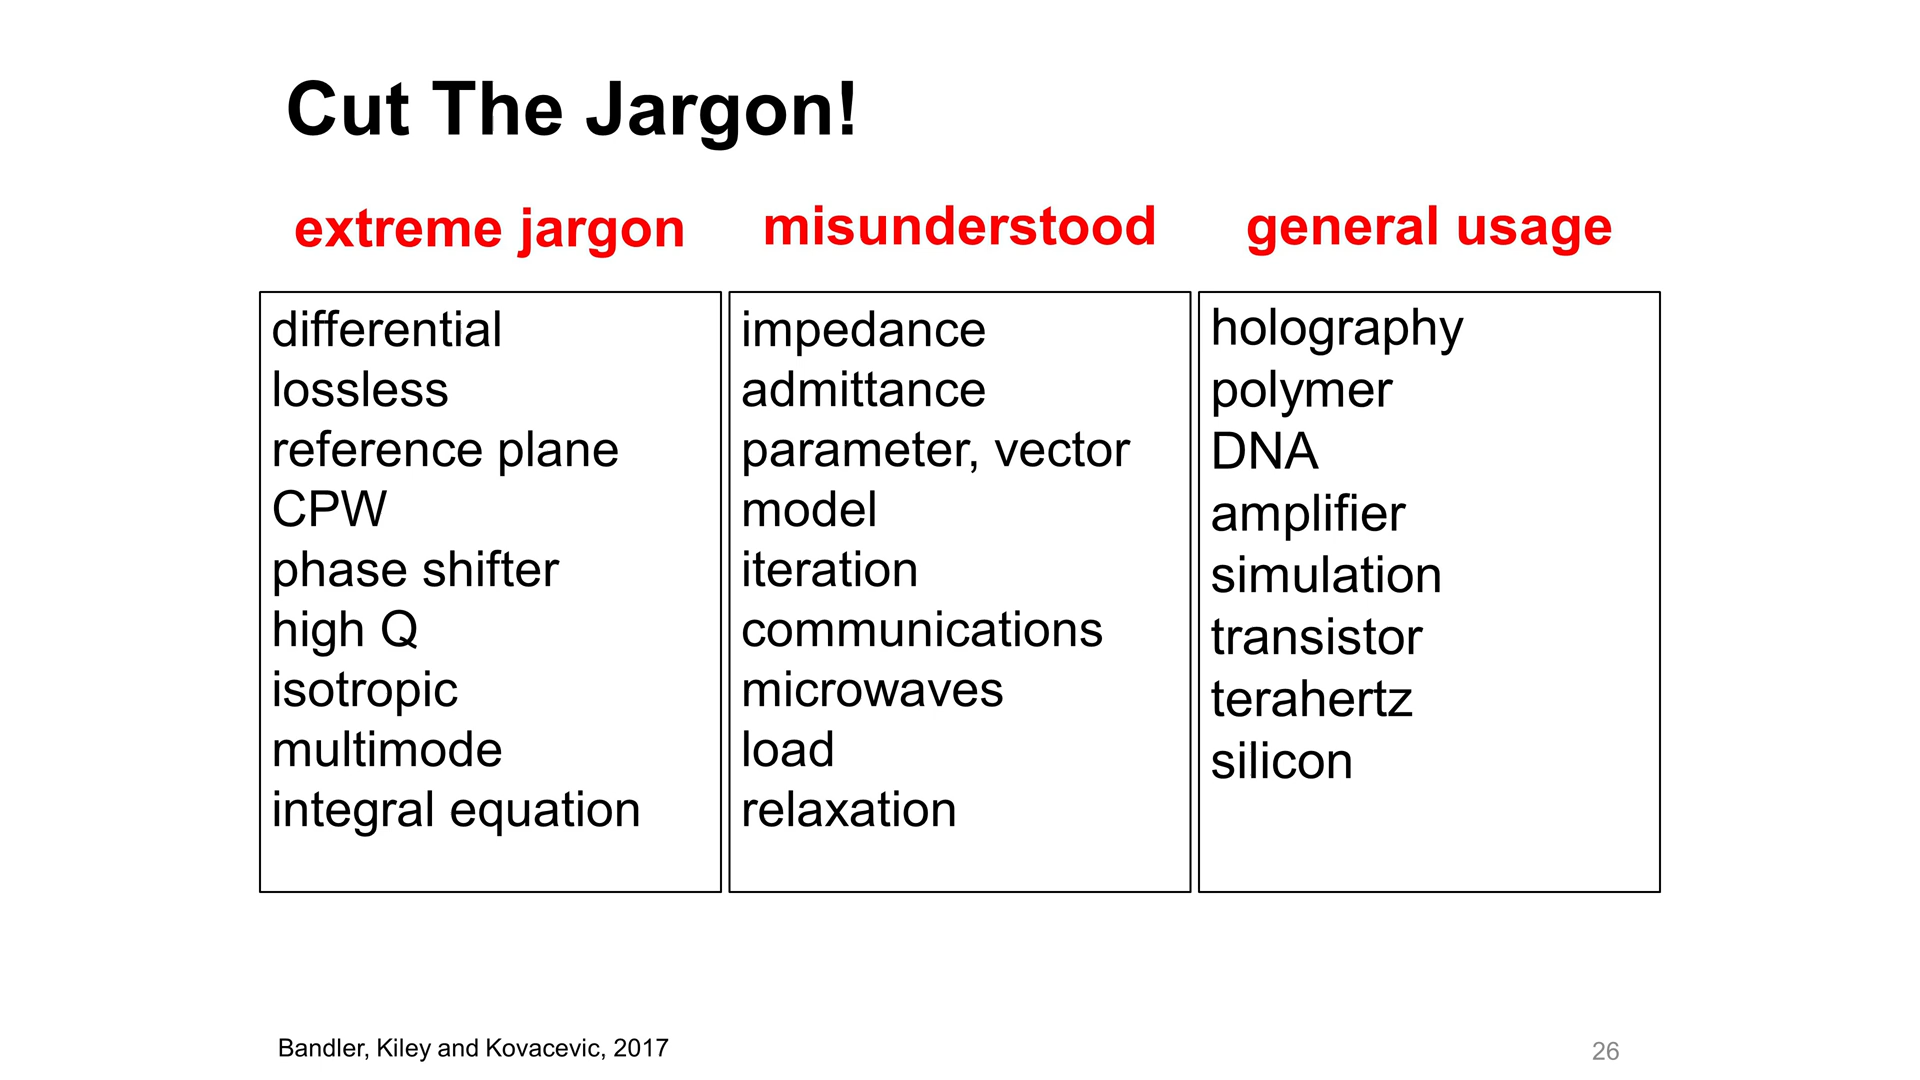 Cut The Jargon!
extreme jargon
differential
lossless
reference plane
CPW
phase shifter
high Q
isotropic
multimode
integral equation
misunderstood
impedance
admittance
parameter, vector
model
iteration
communications
microwaves
load
relaxation
general usage
holography
polymer
DNA
amplifier
simulation
transistor
terahertz
silicon
Bandler, Kiley and Kovacevic, 2017
26